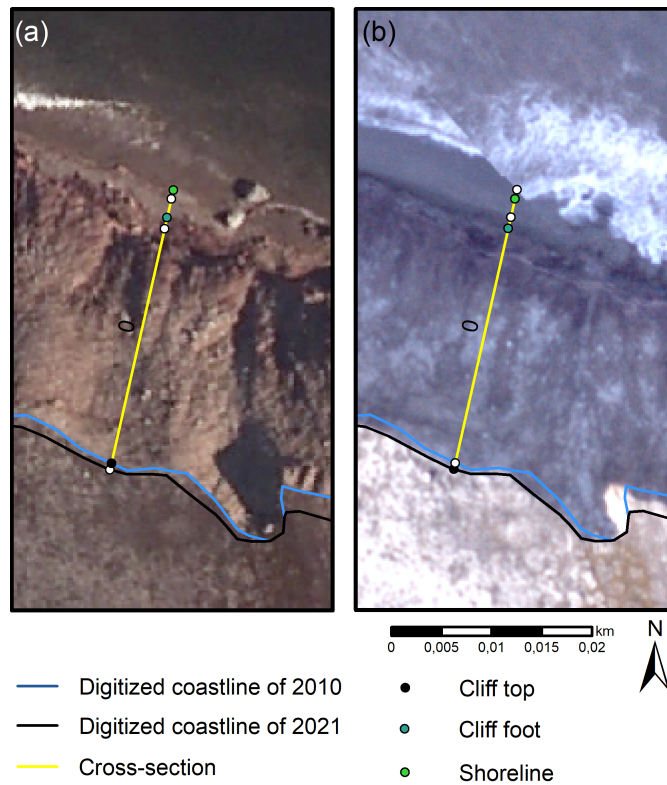 (a)
(b)
N
km
0 0,005 0,01 0,015 0,02
Digitized coastline of 2010
Digitized coastline of 2021
Cross-section
Cliff top
Cliff foot
Shoreline